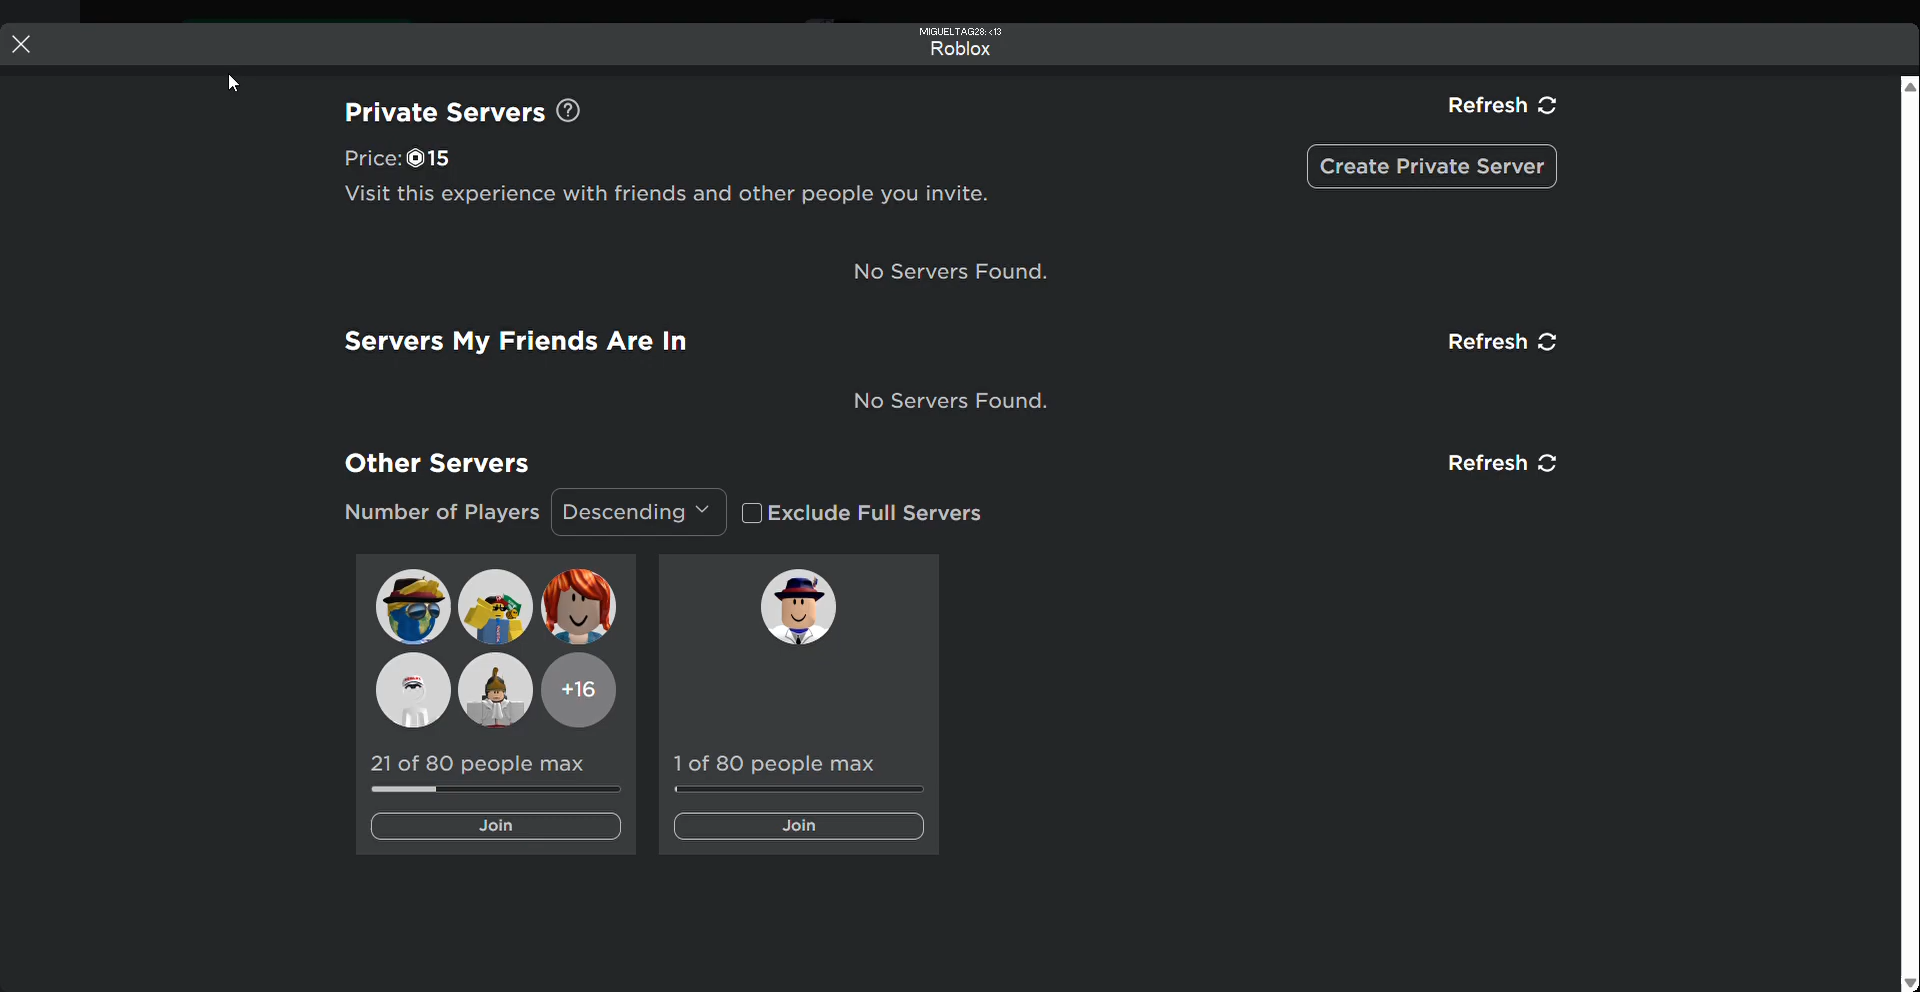 MIGUELTAG28: <13
Roblox
Private Servers
Refresh
Price: 15
Create Private Server
Visit this experience with friends and other people you invite.
No Servers Found.
Servers My Friends Are In
Refresh
No Servers Found.
Other Servers
Refresh
Number of Players
Descending
Exclude Full Servers
+16
21 of 80 people max
1 of 80 people max
Join
Join